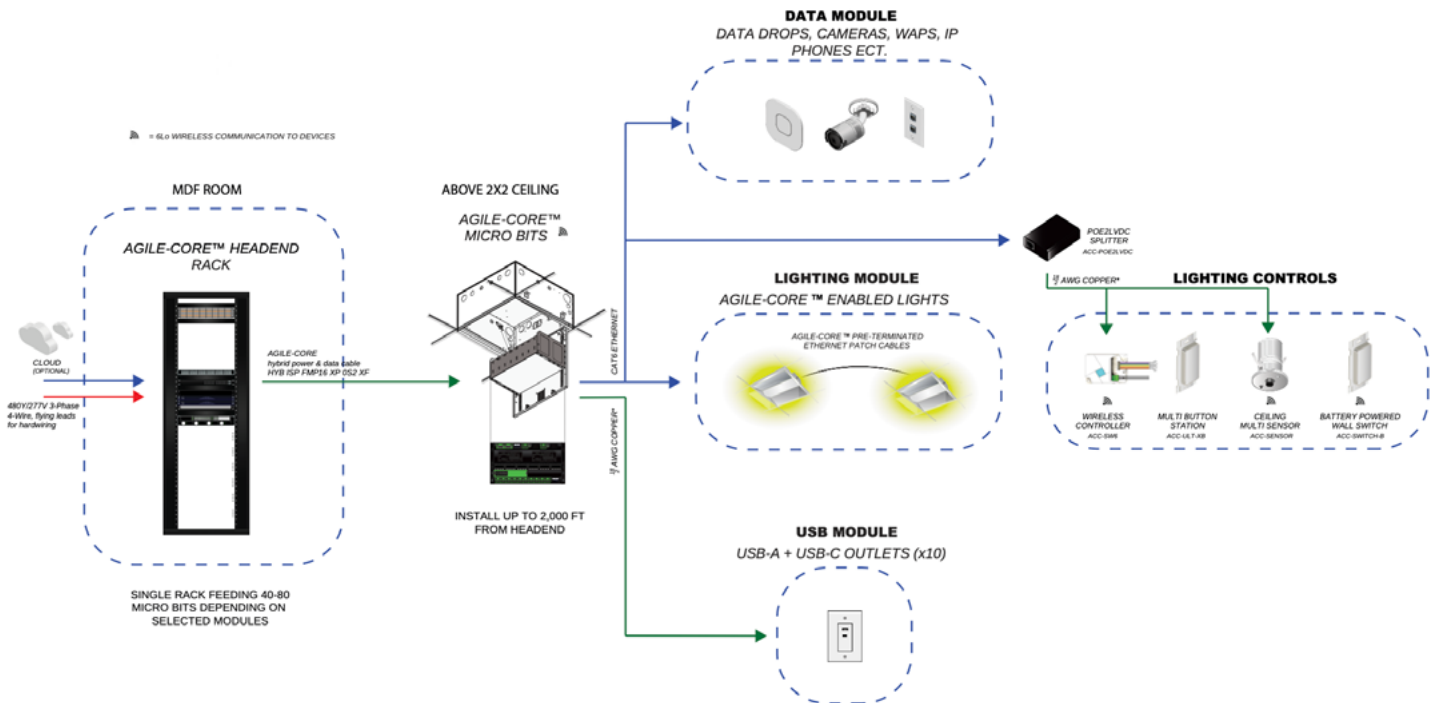 DATA MODULE
DATA DROPS, CAMERAS, WAPS, IP
PHONES ECT.
= 6Lo WIRELESS COMMUNICATION TO DEVICES
MDF ROOM
AGILE-CORE™ HEADEND
RACK
CLOUD
(OPTIONAL)
480Y/277V 3-Phase
4-Wire, flying leads
for hardwiring
AGILE-CORE
hybrid power & data cable
HYB ISP FMP16 XP 0S2 XF
SINGLE RACK FEEDING 40-80
MICRO BITS DEPENDING ON
SELECTED MODULES
ABOVE 2X2 CEILING
AGILE-CORE™
MICRO BITS
INSTALL UP TO 2,000 FT
FROM HEADEND
CAT6 ETHERNET
AWG COPPER*
LIGHTING MODULE
AGILE-CORE ™ ENABLED LIGHTS
AGILE-CORE ™ PRE-TERMINATED
ETHERNET PATCH CABLES
USB MODULE
USB-A + USB-C OUTLETS (x10)
POE2LVDC
SPLITTER
ACC-POE2LVDC
AWG COPPER*
LIGHTING CONTROLS
WIRELESS
CONTROLLER
ACC-SW6
MULTI BUTTON
STATION
ACC-ULT-XB
CEILING
MULTI SENSOR
ACC-SENSOR
BATTERY POWERED
WALL SWITCH
ACC-SWITCH-B